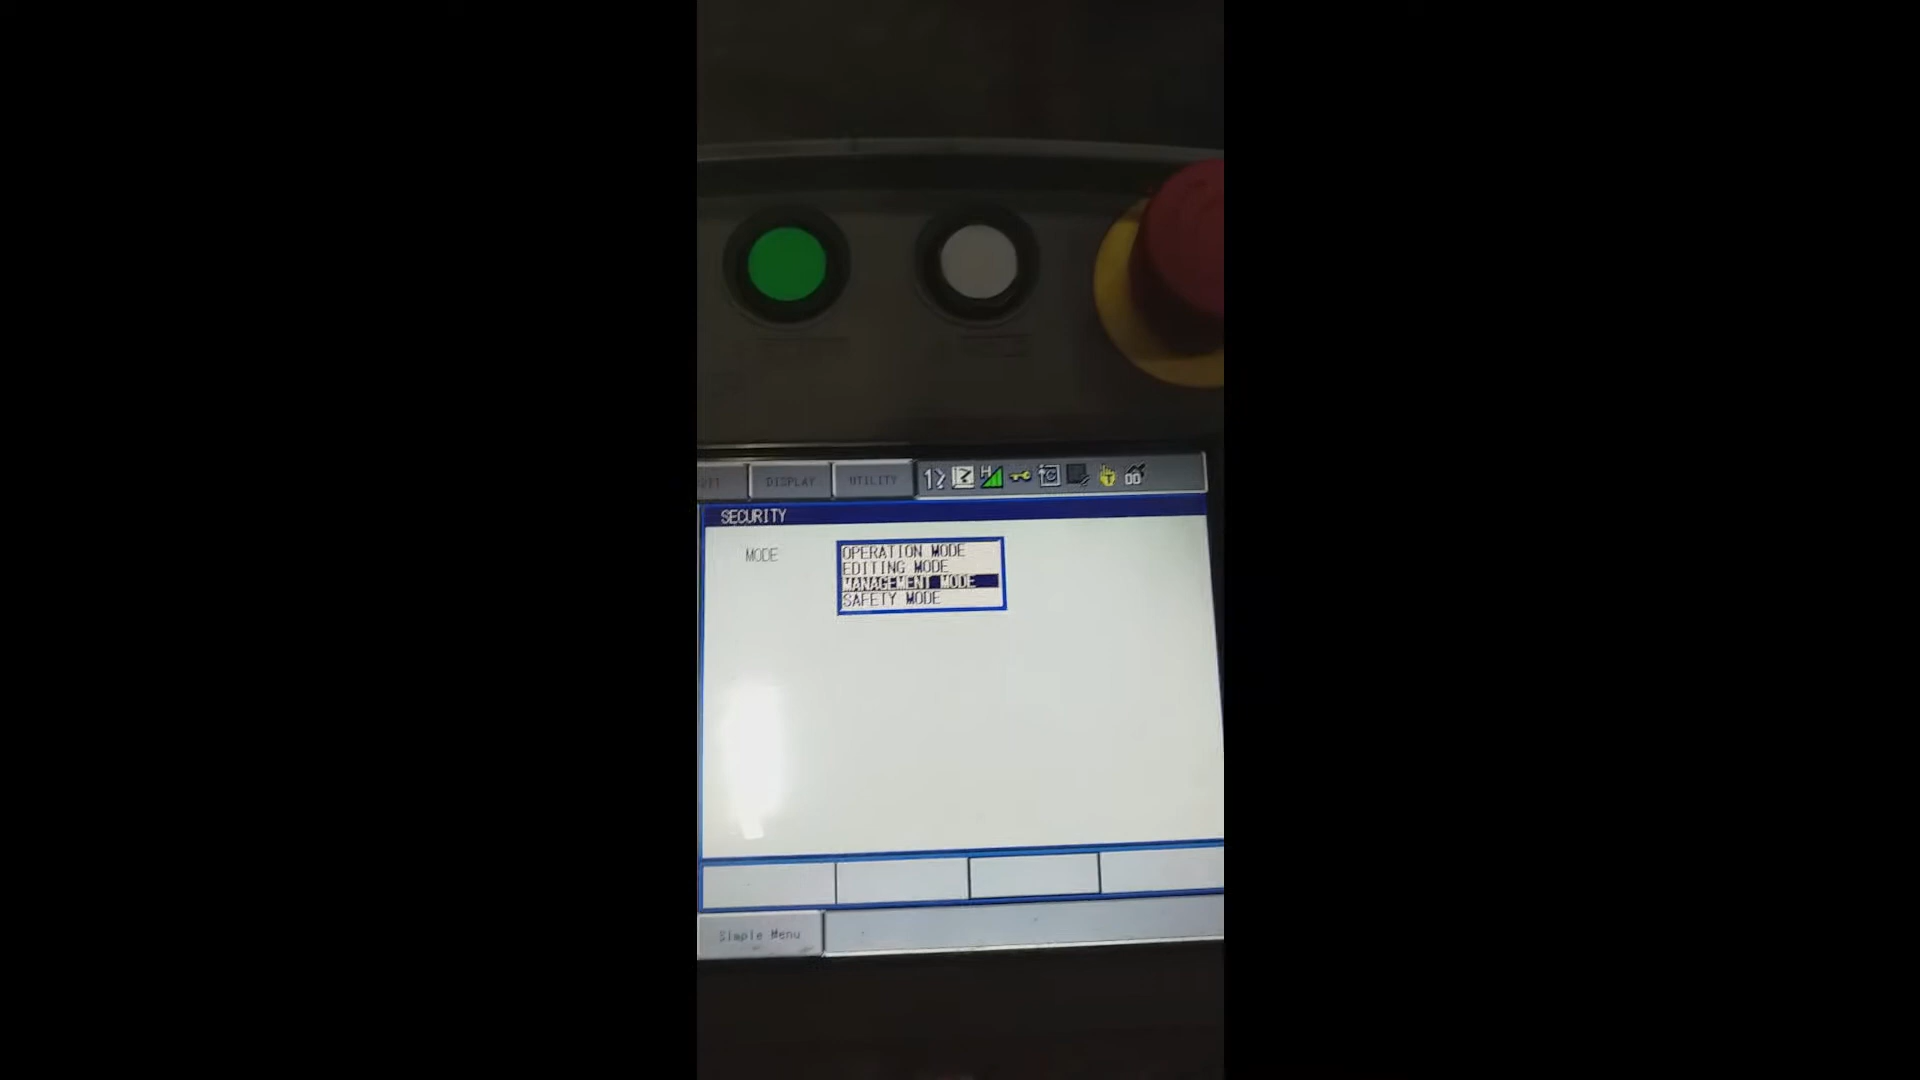 DISPLAY
UTILITY
SECURITY
MODE
OPERATION MODE
EDITING MODE
MANAGEMENT MODE
SAFETY MODE
Simple Menu